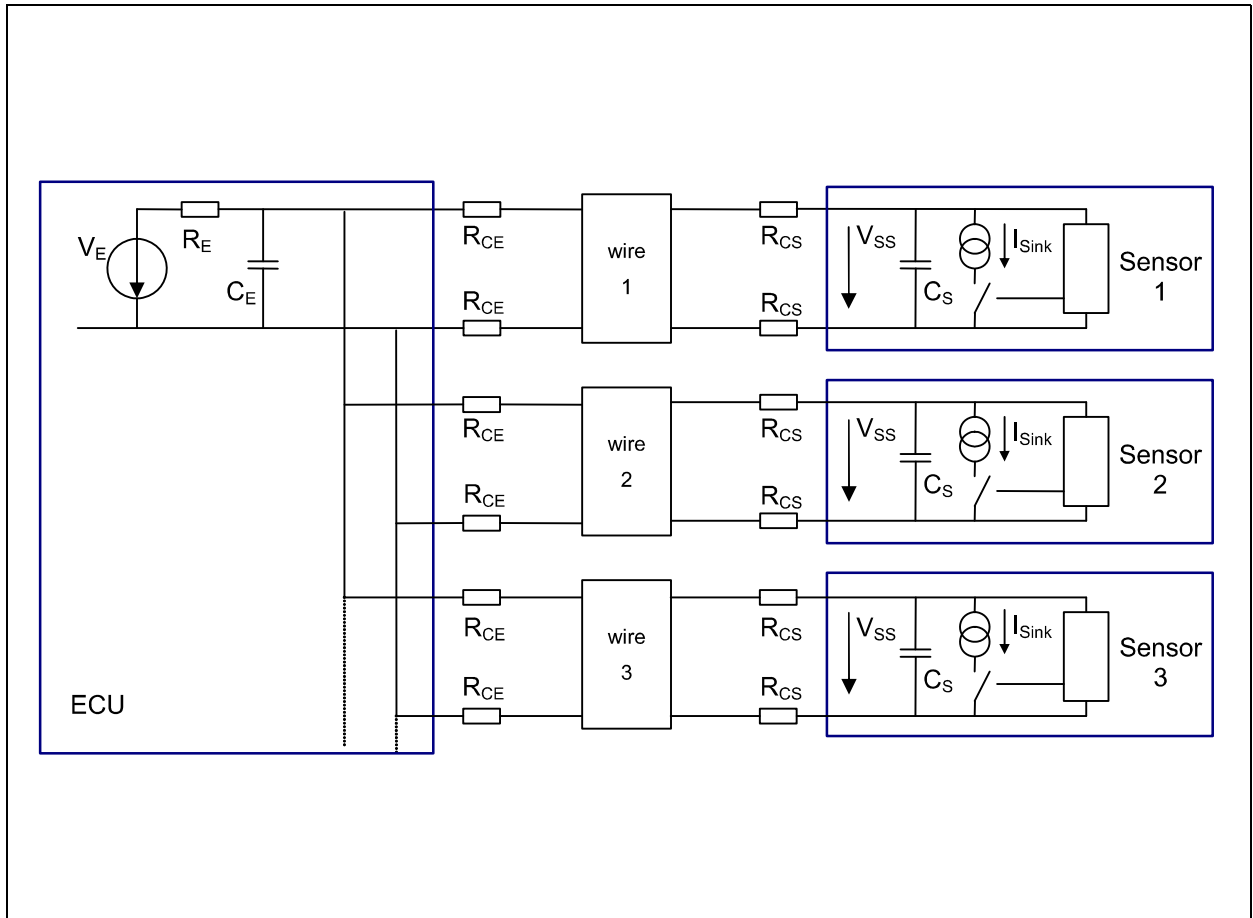 V_E
R_E
C_E
ECU
R_CE
R_CE
wire
1
R_CS
R_CS
V_SS
C_S
I_Sink
Sensor
1
R_CE
R_CE
wire
2
R_CS
R_CS
V_SS
C_S
I_Sink
Sensor
2
R_CE
R_CE
wire
3
R_CS
R_CS
V_SS
C_S
I_Sink
Sensor
3